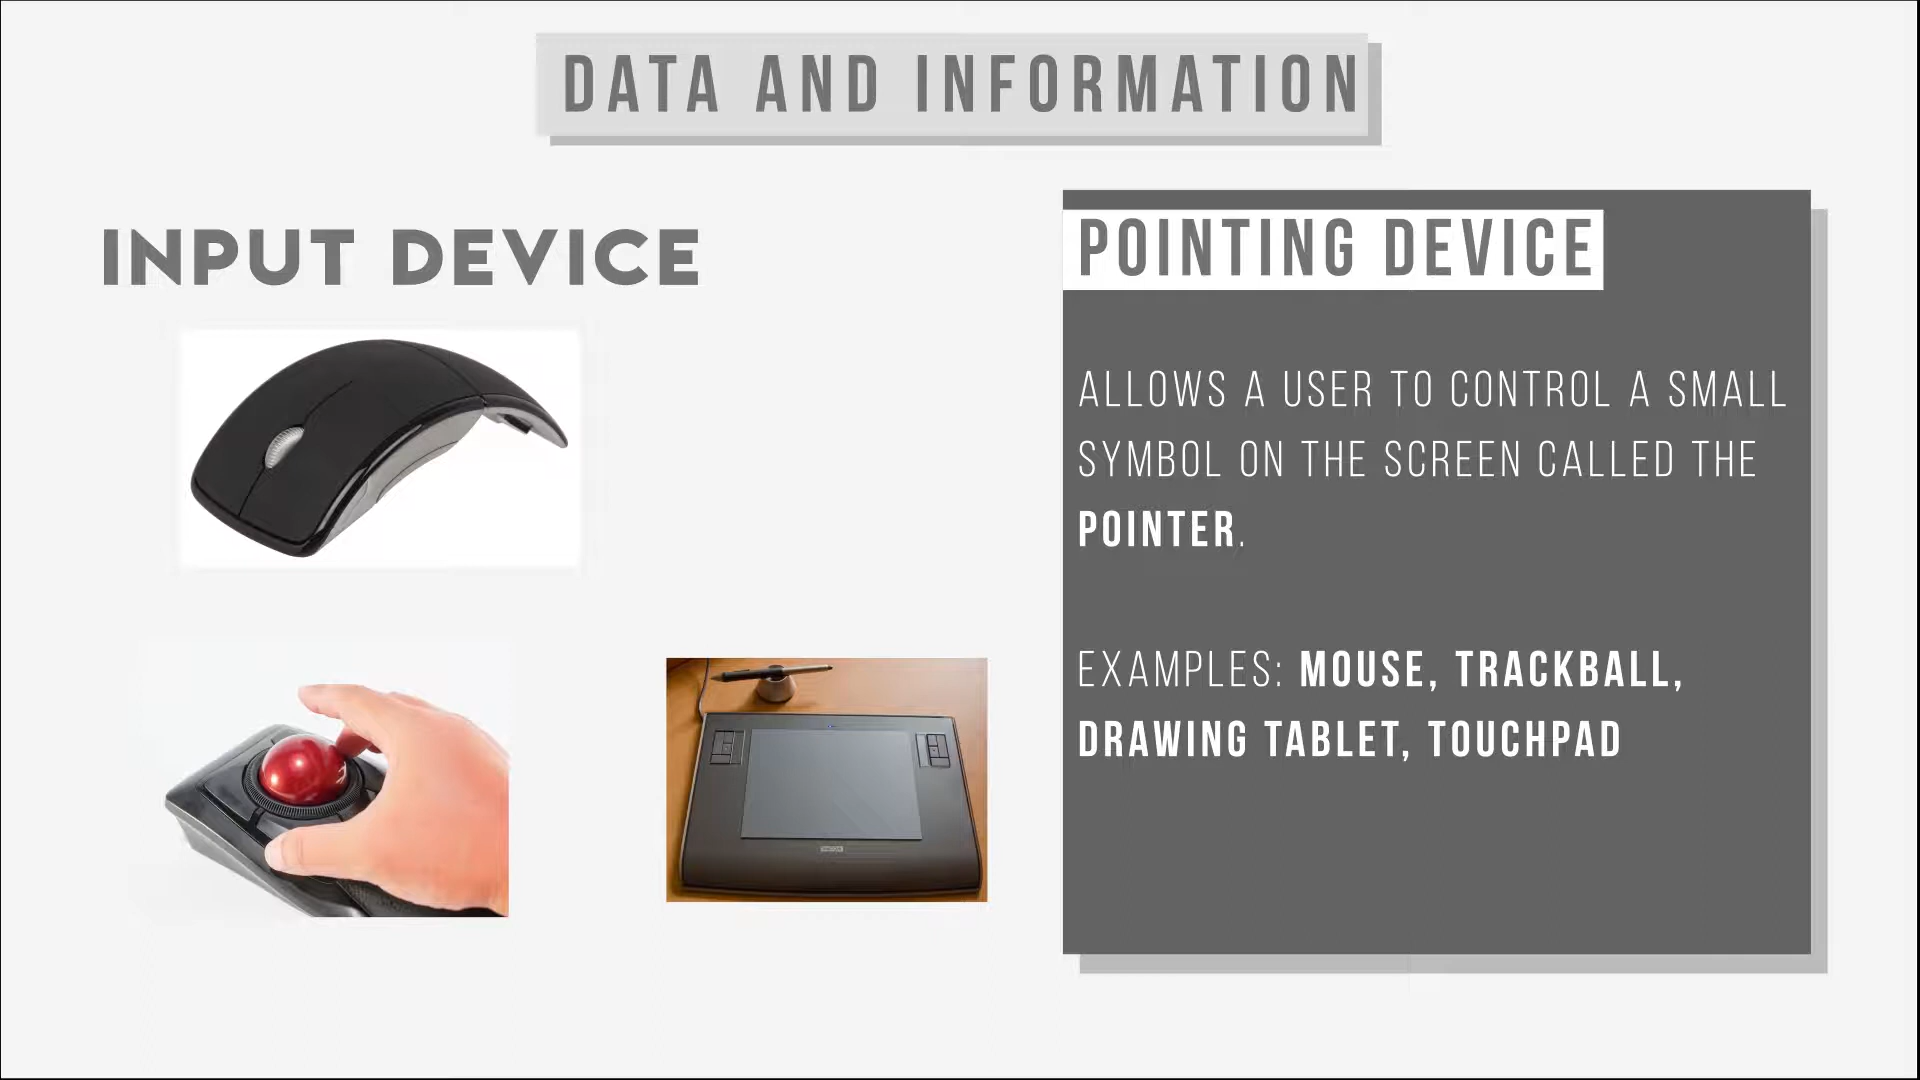 DATA AND INFORMATION
INPUT DEVICE
POINTING DEVICE
ALLOWS A USER TO CONTROL A SMALL
SYMBOL ON THE SCREEN CALLED THE
POINTER.
EXAMPLES: MOUSE, TRACKBALL,
DRAWING TABLET, TOUCHPAD